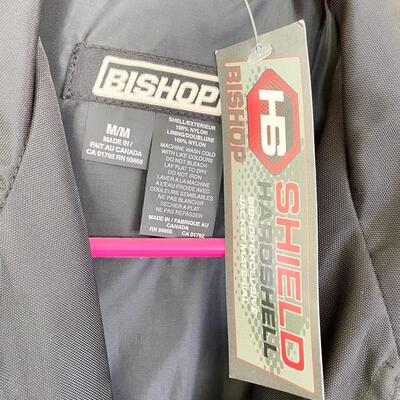 BISHOP
M/M
MADE IN /
FAIT AU CANADA
CA 01792 RN 99868
SHELL/EXTERIEUR
100% NYLON
LINING/DOUBLURE
100% NYLON
MACHINE WASH COLD
WITH LIKE COLOURS
DO NOT BLEACH
LAY FLAT TO DRY
DO NOT IRON
LAVER A LA MACHINE
A L'EAU FROIDE AVEC
COULEURS SEMILABLES
NE PAS BLANCHIR
SECHER A PLAT
NE PAS REPASSER
MADE IN / FABRIQUE AU
CANADA
RN 99868 CA 01792
HS
BISHOP
SHIELD
HARDSHELL
BISHOP XCLUSIVE
JACKET MATERIAL